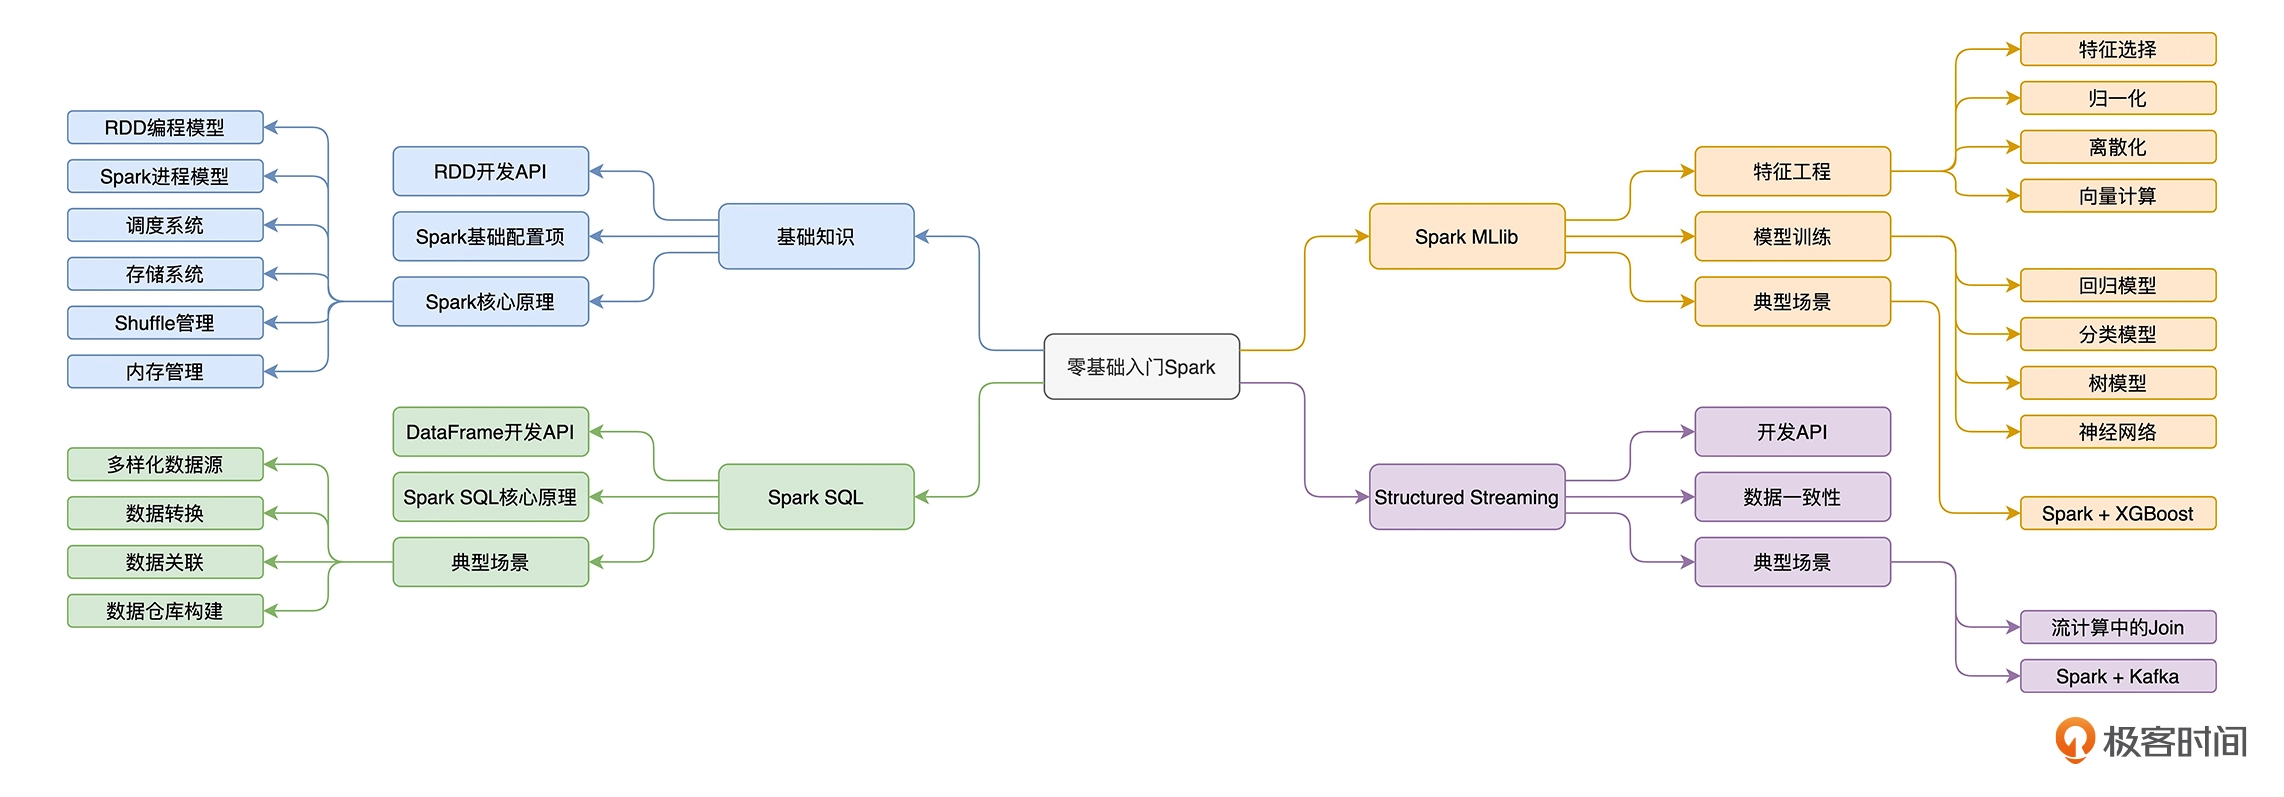 零基础入门Spark
基础知识
RDD开发API
Spark基础配置项
Spark核心原理
RDD编程模型
Spark进程模型
调度系统
存储系统
Shuffle管理
内存管理
Spark SQL
DataFrame开发API
Spark SQL核心原理
典型场景
多样化数据源
数据转换
数据关联
数据仓库构建
Spark MLlib
特征工程
特征选择
归一化
离散化
向量计算
模型训练
回归模型
分类模型
树模型
神经网络
典型场景
Spark + XGBoost
Structured Streaming
开发API
数据一致性
典型场景
流计算中的Join
Spark + Kafka
极客时间